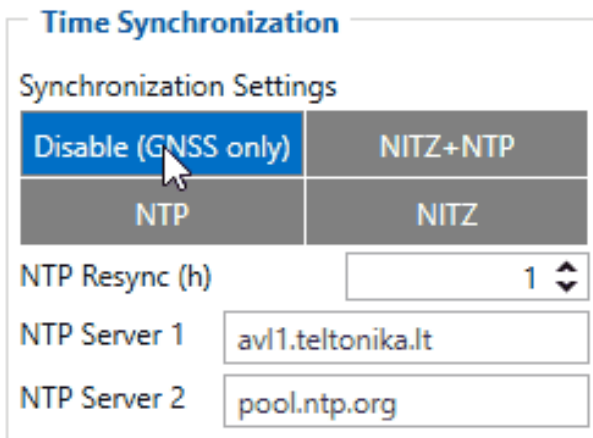 Time Synchronization
Synchronization Settings
Disable (GNSS only) NITZ+NTP
NTP NITZ
NTP Resync (h) 1
NTP Server 1 avl1.teltonika.lt
NTP Server 2 pool.ntp.org